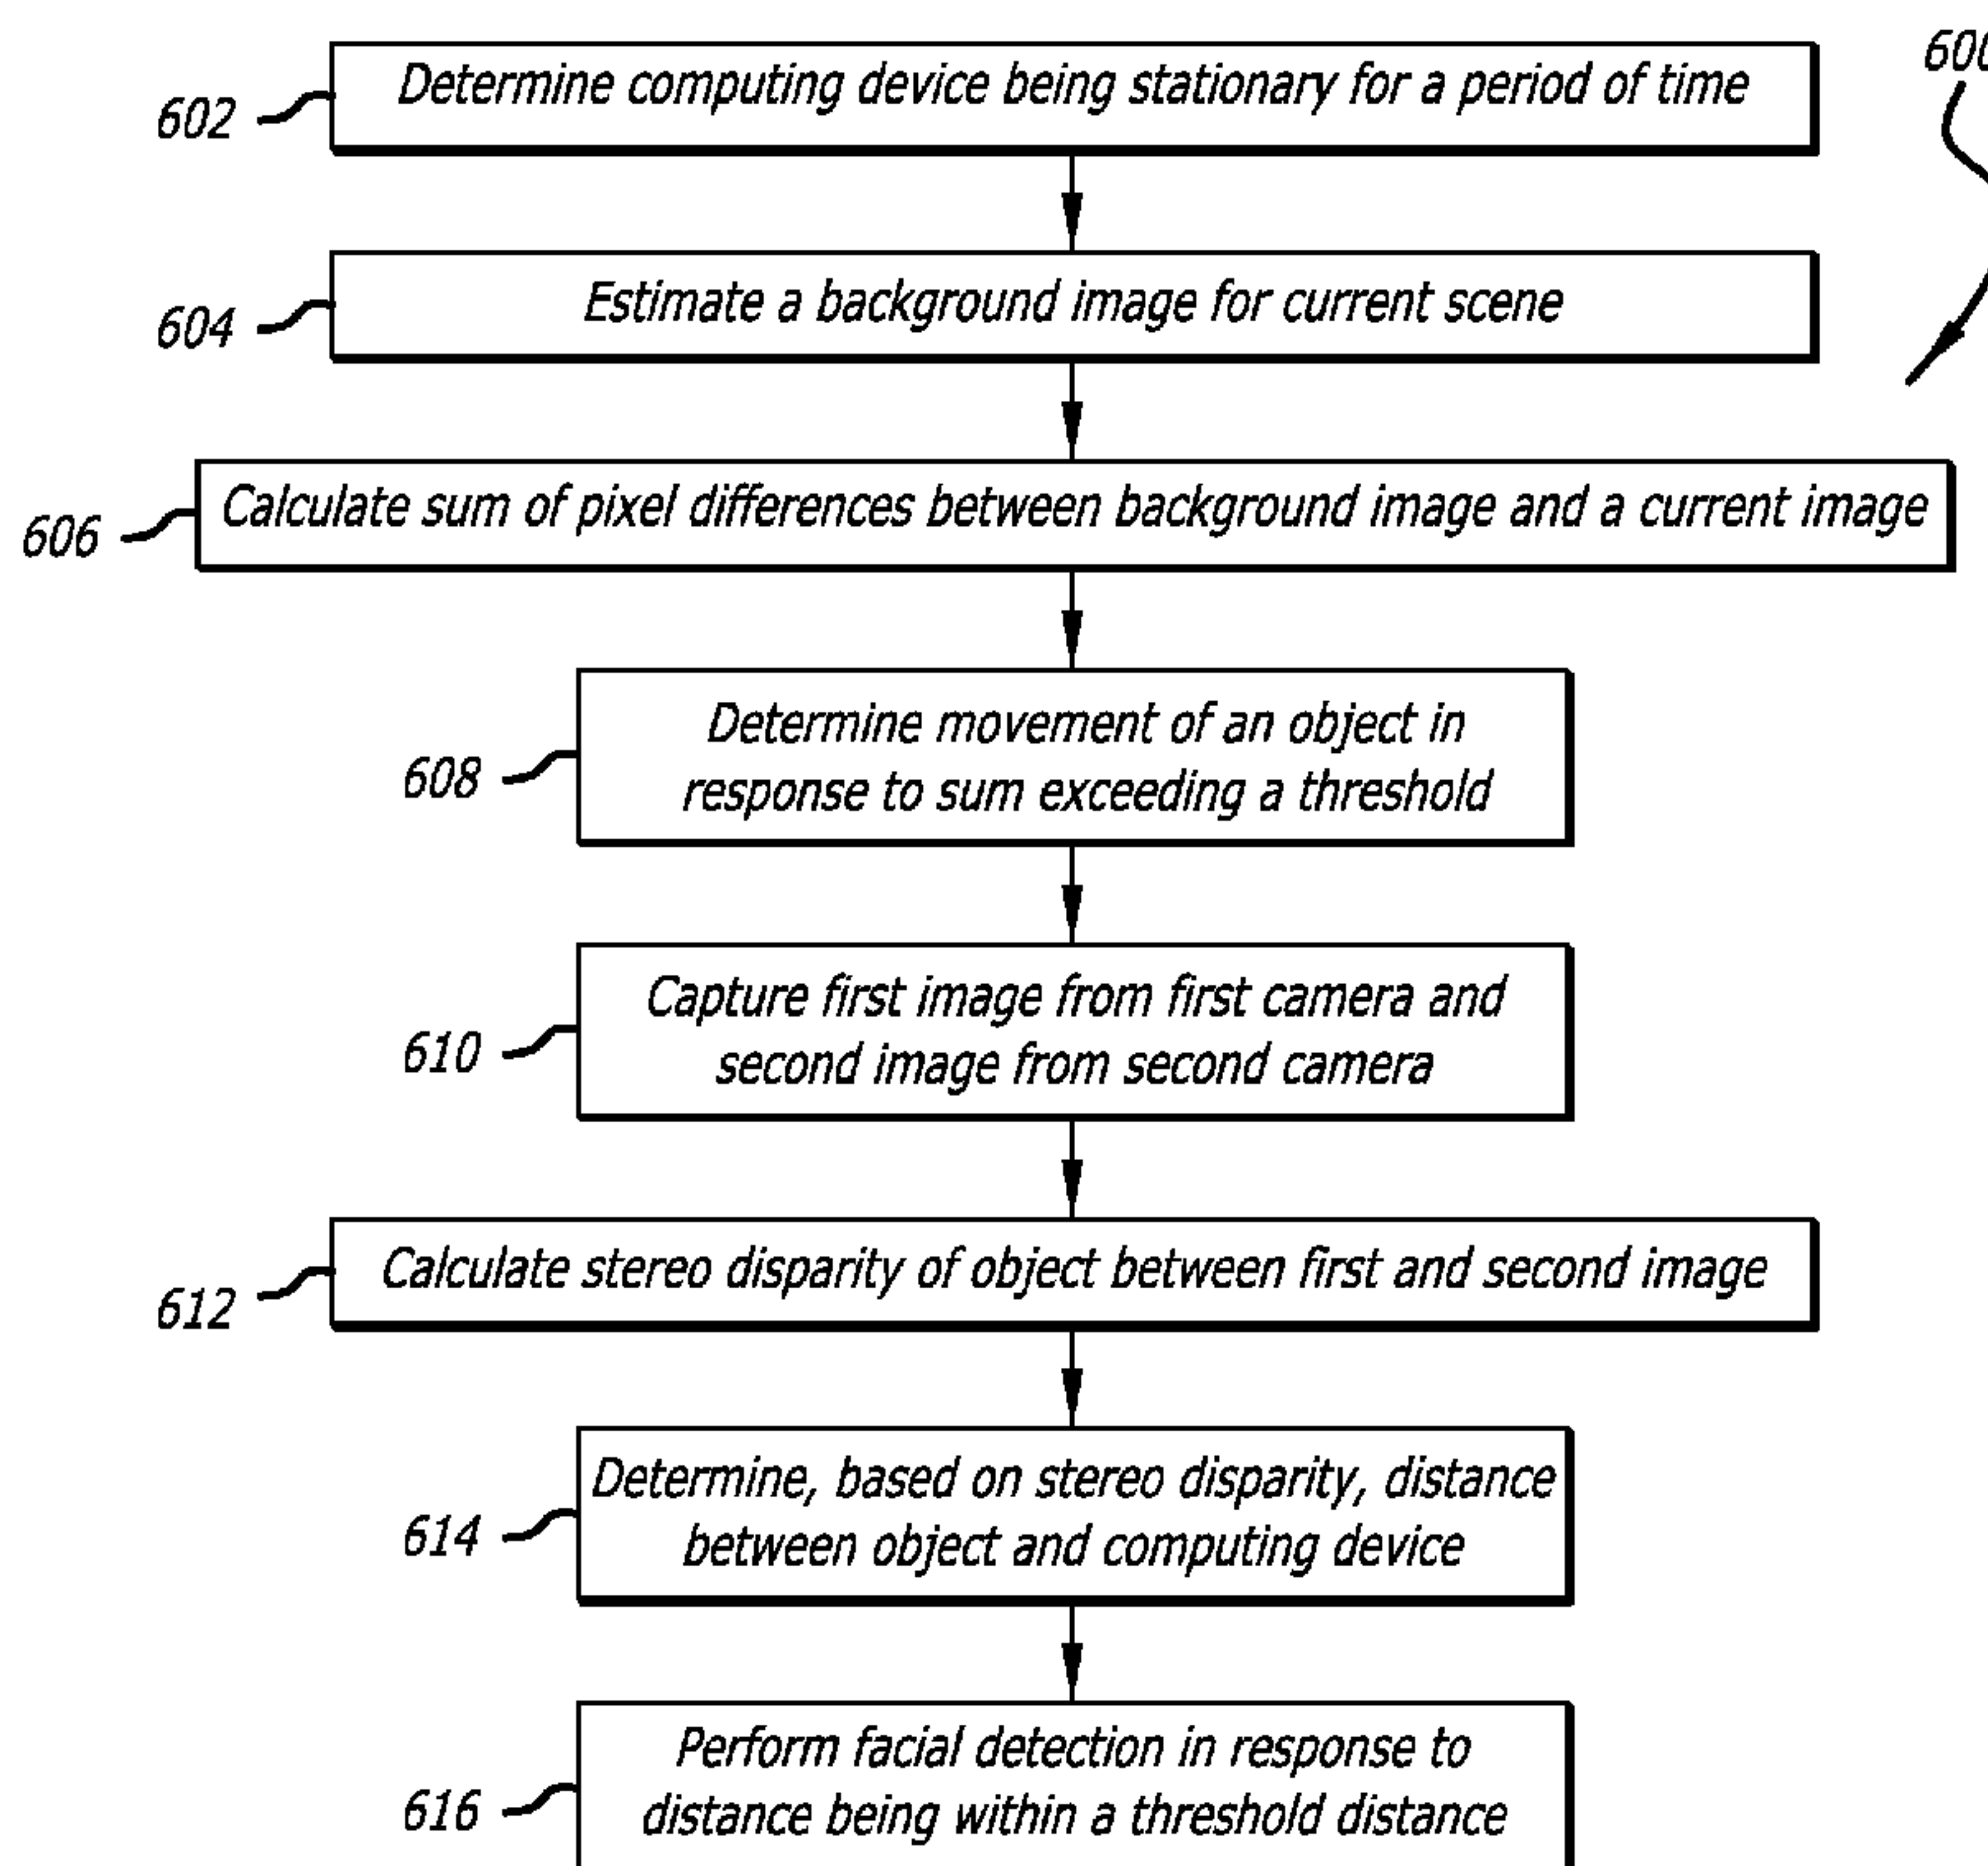 600
602
Determine computing device being stationary for a period of time
604
Estimate a background image for current scene
606
Calculate sum of pixel differences between background image and a current image
608
Determine movement of an object in
response to sum exceeding a threshold
610
Capture first image from first camera and
second image from second camera
612
Calculate stereo disparity of object between first and second image
614
Determine, based on stereo disparity, distance
between object and computing device
616
Perform facial detection in response to
distance being within a threshold distance